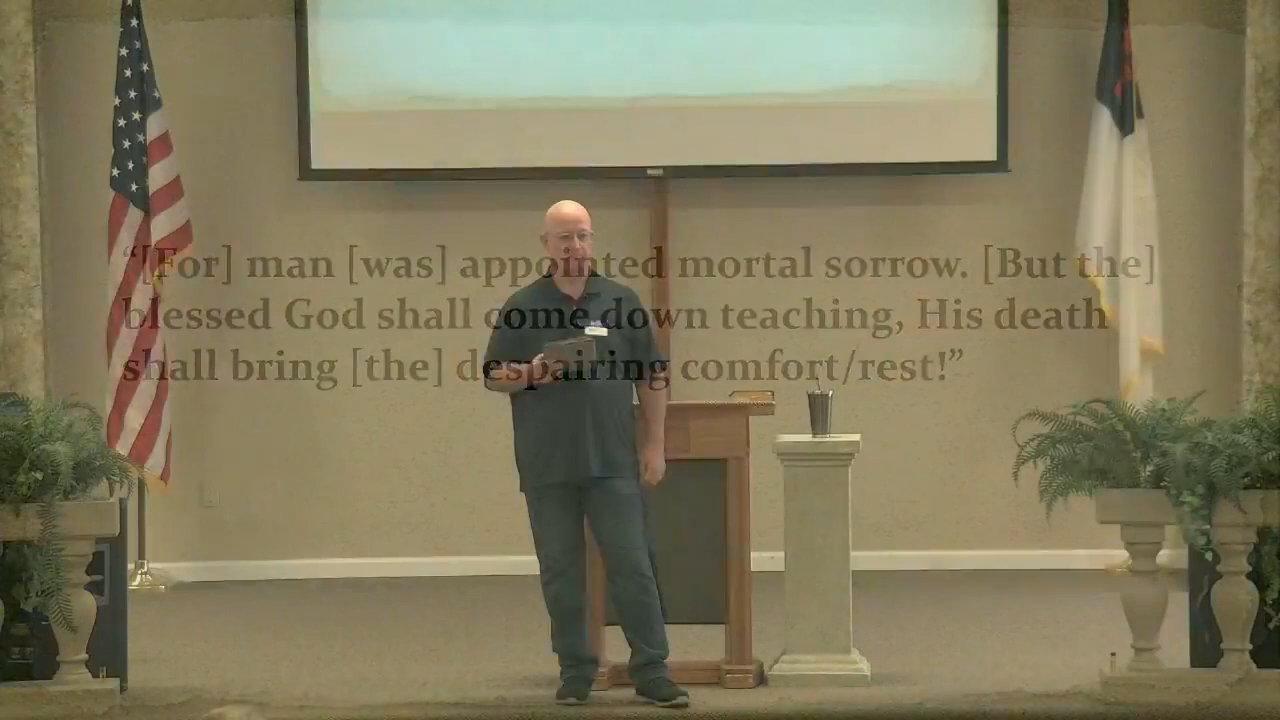 “[For] man [was] appointed mortal sorrow. [But the]
blessed God shall come down teaching, His death
shall bring [the] despairing comfort/rest!”